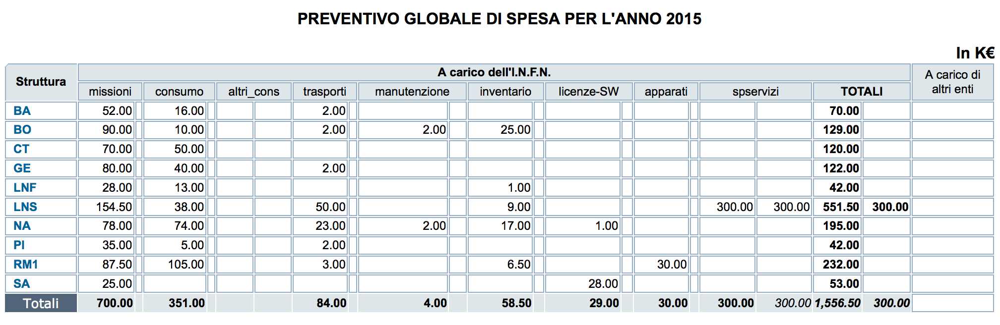 PREVENTIVO GLOBALE DI SPESA PER L'ANNO 2015
In K€
Struttura A carico dell'I.N.F.N. A carico di altri enti
missioni consumo altri_cons trasporti manutenzione inventario licenze-SW apparati spservizi TOTALI
BA 52.00 16.00 2.00 70.00
BO 90.00 10.00 2.00 2.00 25.00 129.00
CT 70.00 50.00 120.00
GE 80.00 40.00 2.00 122.00
LNF 28.00 13.00 1.00 42.00
LNS 154.50 38.00 50.00 9.00 300.00 300.00 551.50 300.00
NA 78.00 74.00 23.00 2.00 17.00 1.00 195.00
PI 35.00 5.00 2.00 42.00
RM1 87.50 105.00 3.00 6.50 30.00 232.00
SA 25.00 28.00 53.00
Totali 700.00 351.00 84.00 4.00 58.50 29.00 30.00 300.00 300.00 1,556.50 300.00